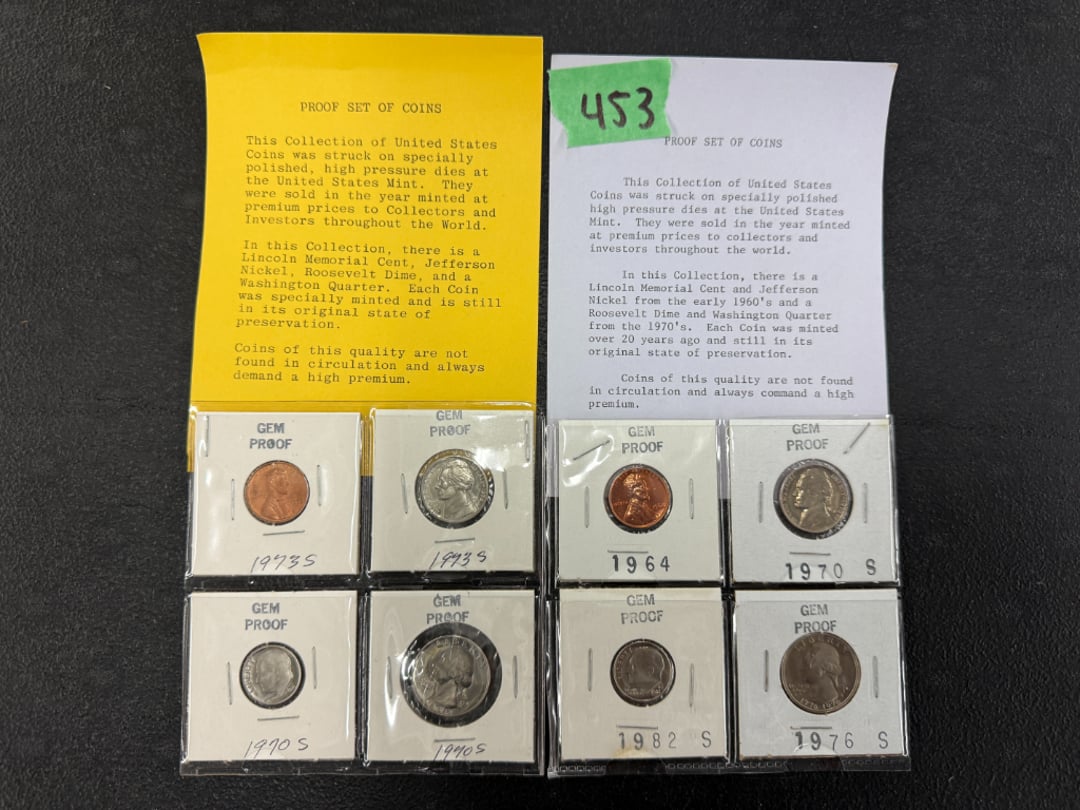 PROOF SET OF COINS
This Collection of United States
Coins was struck on specially
polished, high pressure dies at
the United States Mint. They
were sold in the year minted at
premium prices to Collectors and
Investors throughout the World.
In this Collection, there is a
Lincoln Memorial Cent, Jefferson
Nickel, Roosevelt Dime, and a
Washington Quarter. Each Coin
was specially minted and is still
in its original state of
preservation.
Coins of this quality are not
found in circulation and always
demand a high premium.
453
PROOF SET OF COINS
This Collection of United States
Coins was struck on specially polished
high pressure dies at the United States
Mint. They were sold in the year minted
at premium prices to collectors and
investors throughout the world.
In this Collection, there is a
Lincoln Memorial Cent and Jefferson
Nickel from the early 1960's and a
Roosevelt Dime and Washington Quarter
from the 1970's. Each Coin was minted
over 20 years ago and still in its
original state of preservation.
Coins of this quality are not found
in circulation and always command a high
premium.
GEM
PROOF
1973S
GEM
PROOF
GEM
PROOF
1964
GEM
PROOF
1970 S
GEM
PROOF
1970S
GEM
PROOF
GEM
PROOF
1982 S
GEM
PROOF
1776 1976
1976 S